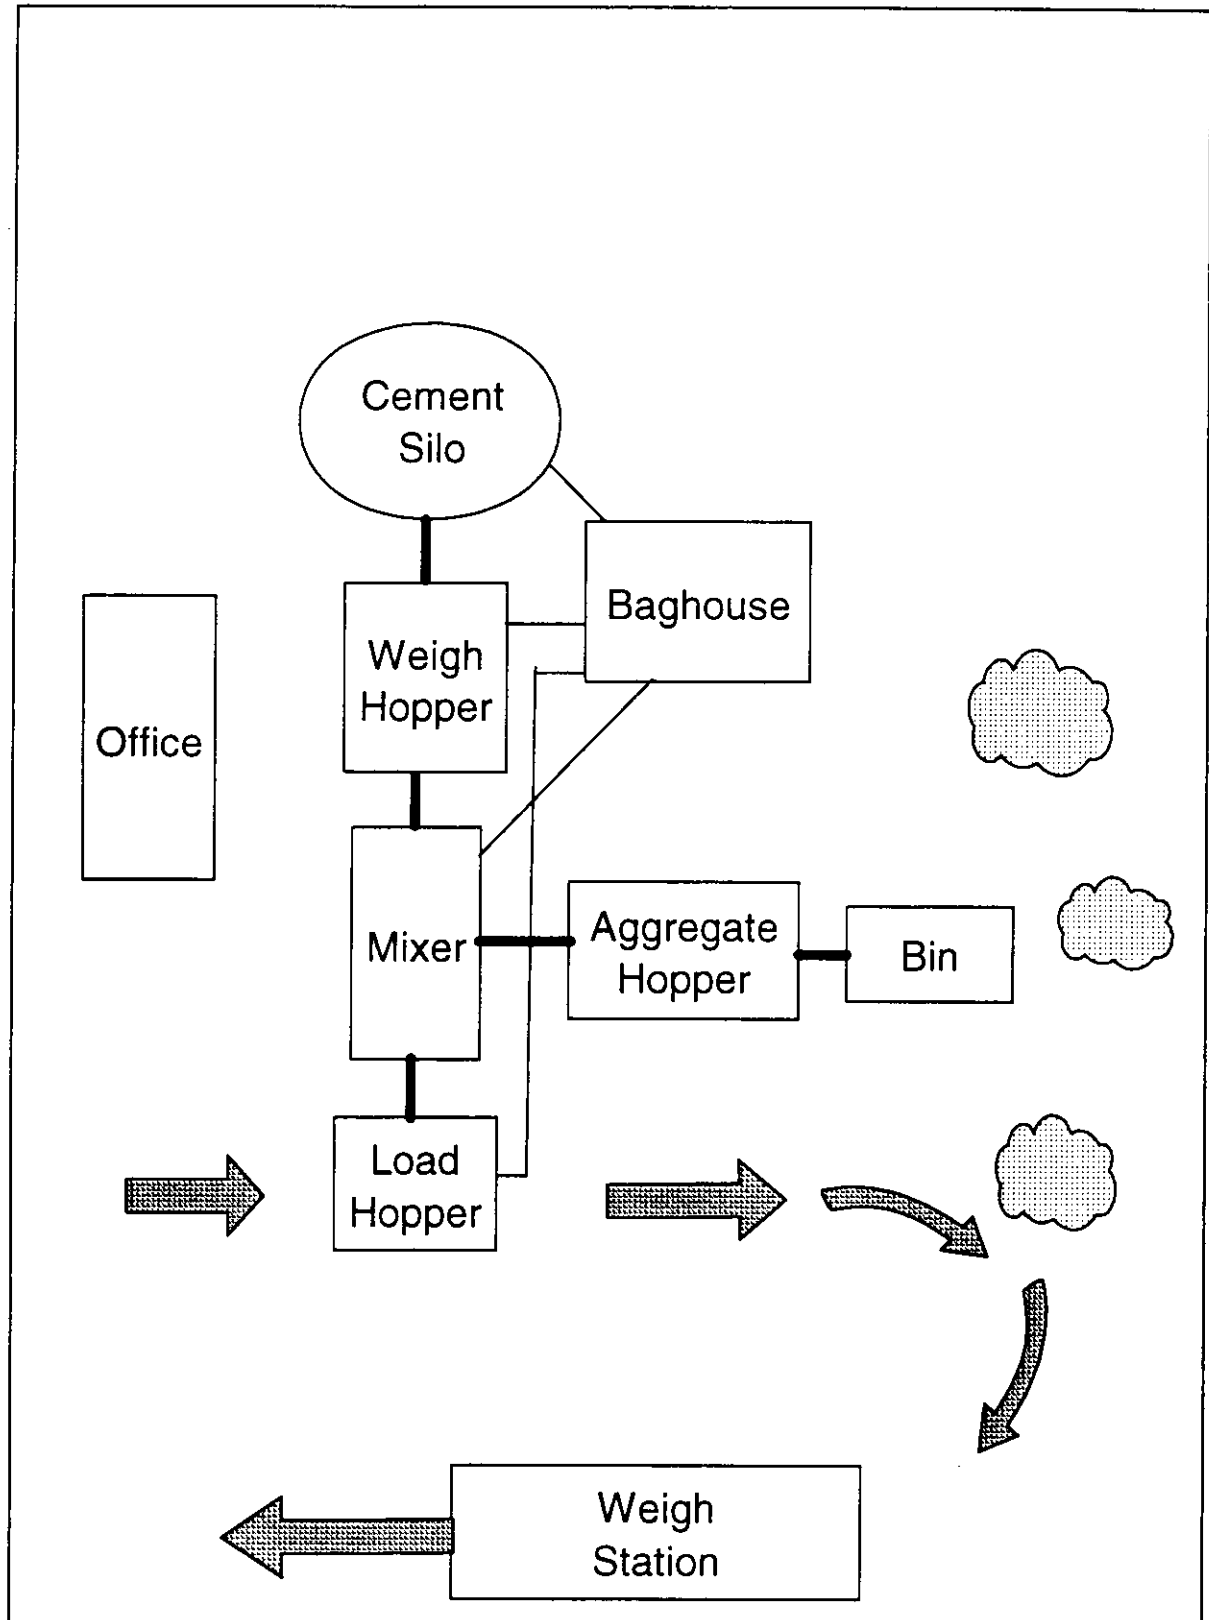 Cement
Silo
Baghouse
Weigh
Hopper
Office
Mixer
Aggregate
Hopper
Bin
Load
Hopper
Weigh
Station